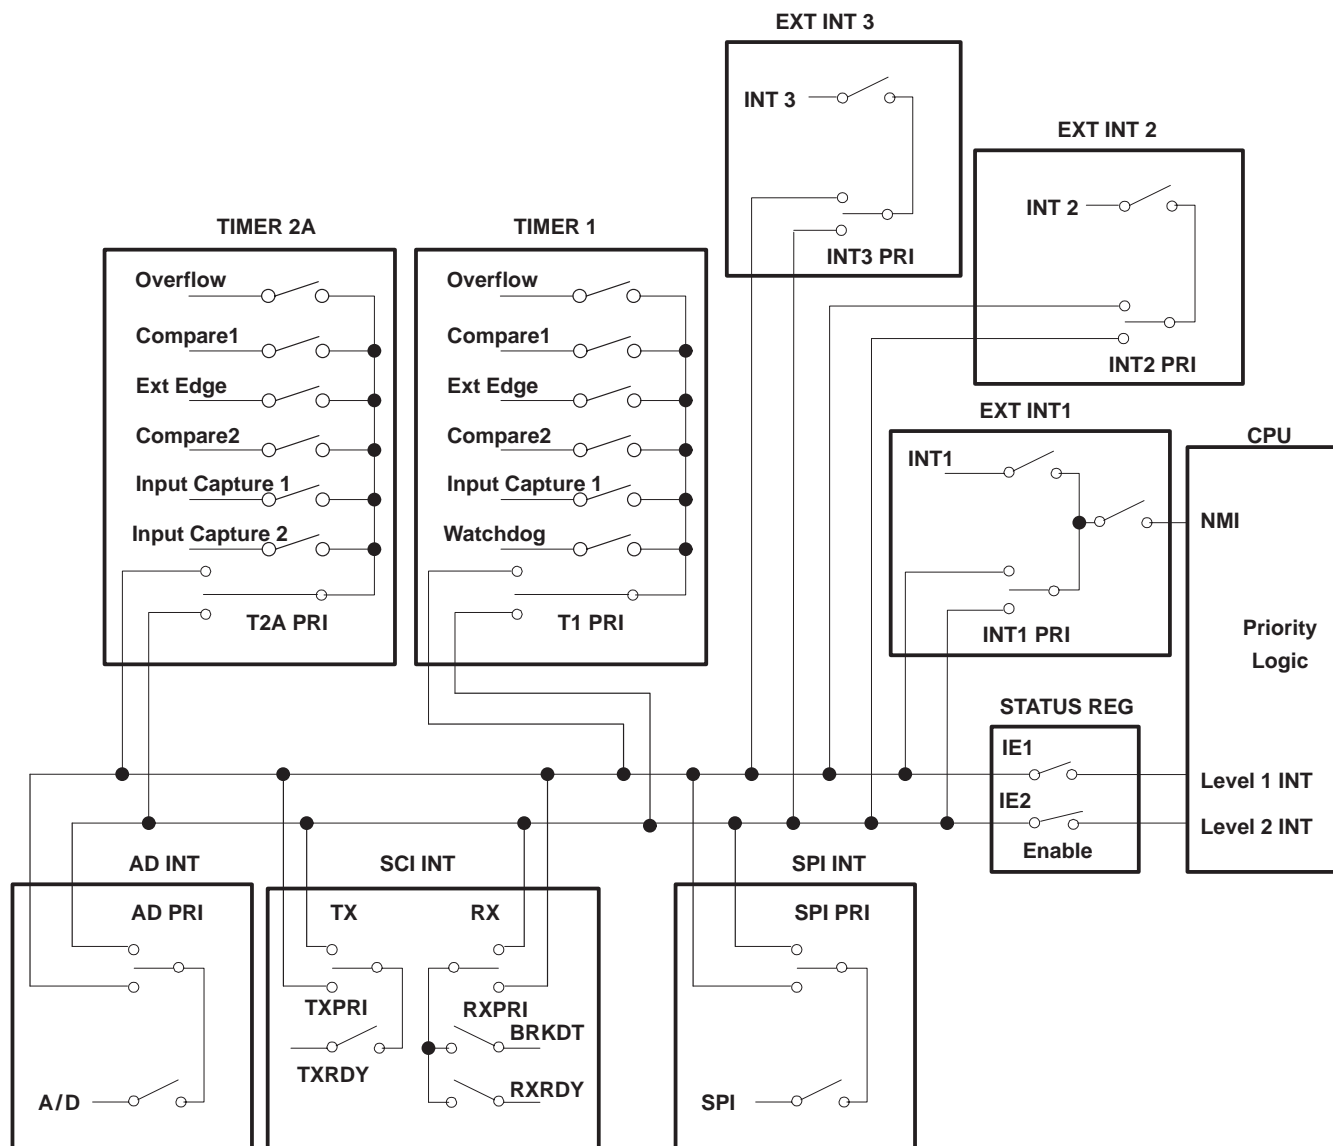 EXT INT 3
INT 3
INT3 PRI
EXT INT 2
INT 2
INT2 PRI
TIMER 2A
Overflow
Compare1
Ext Edge
Compare2
Input Capture 1
Input Capture 2
T2A PRI
TIMER 1
Overflow
Compare1
Ext Edge
Compare2
Input Capture 1
Watchdog
T1 PRI
EXT INT1
INT1
INT1 PRI
CPU
NMI
Priority
Logic
Level 1 INT
Level 2 INT
STATUS REG
IE1
IE2
Enable
AD INT
AD PRI
A/D
SCI INT
TX
RX
TXPRI
RXPRI
BRKDT
TXRDY
RXRDY
SPI INT
SPI PRI
SPI